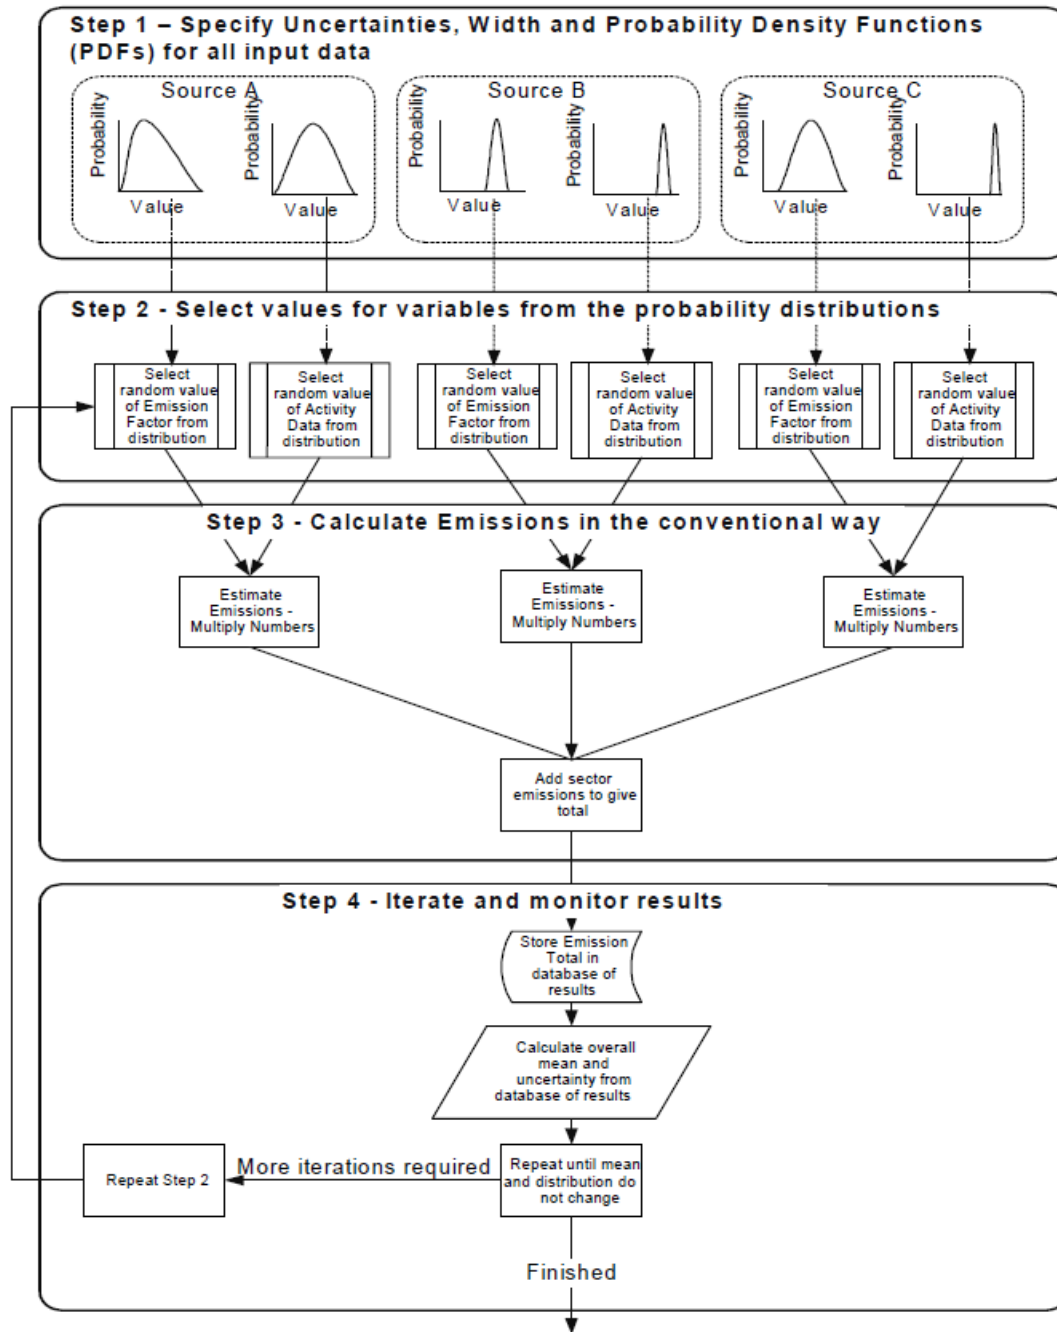 Step 1 – Specify Uncertainties, Width and Probability Density Functions
(PDFs) for all input data
Source A
Source B
Source C
Probability
Value
Probability
Value
Probability
Value
Probability
Value
Probability
Value
Probability
Value
Step 2 - Select values for variables from the probability distributions
Select
random value
of Emission
Factor from
distribution
Select
random value
of Activity
Data from
distribution
Select
random value
of Emission
Factor from
distribution
Select
random value
of Activity
Data from
distribution
Select
random value
of Emission
Factor from
distribution
Select
random value
of Activity
Data from
distribution
Step 3 - Calculate Emissions in the conventional way
Estimate
Emissions -
Multiply Numbers
Estimate
Emissions -
Multiply Numbers
Estimate
Emissions -
Multiply Numbers
Add sector
emissions to give
total
Step 4 - Iterate and monitor results
Store Emission
Total in
database of
results
Calculate overall
mean and
uncertainty from
database of results
Repeat Step 2
More iterations required
Repeat until mean
and distribution do
not change
Finished